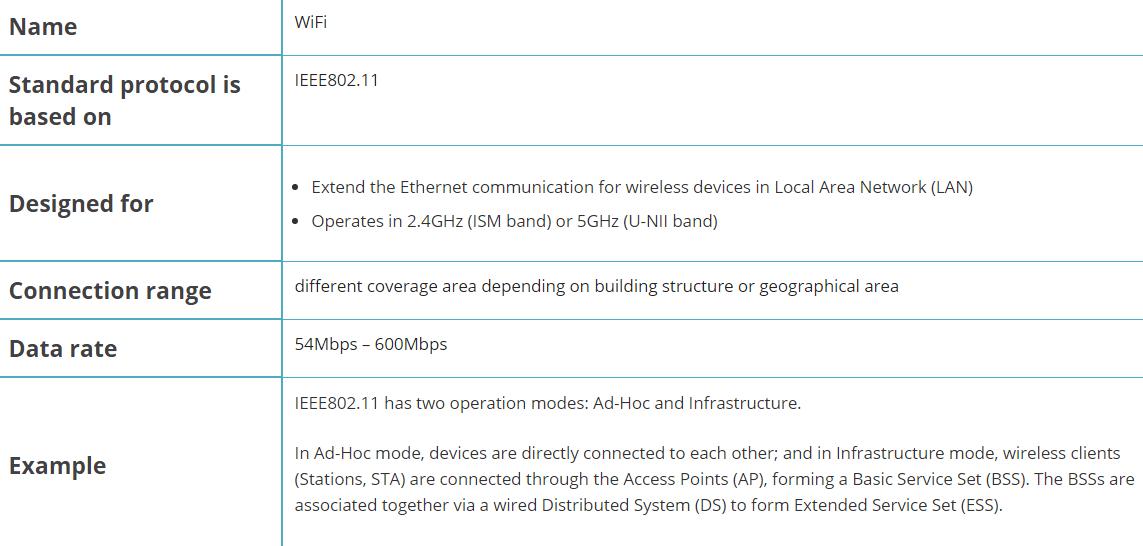 Name
WiFi
Standard protocol is
based on
IEEE802.11
Designed for
• Extend the Ethernet communication for wireless devices in Local Area Network (LAN)
• Operates in 2.4GHz (ISM band) or 5GHz (U-NII band)
Connection range
different coverage area depending on building structure or geographical area
Data rate
54Mbps – 600Mbps
Example
IEEE802.11 has two operation modes: Ad-Hoc and Infrastructure.
In Ad-Hoc mode, devices are directly connected to each other; and in Infrastructure mode, wireless clients
(Stations, STA) are connected through the Access Points (AP), forming a Basic Service Set (BSS). The BSSs are
associated together via a wired Distributed System (DS) to form Extended Service Set (ESS).